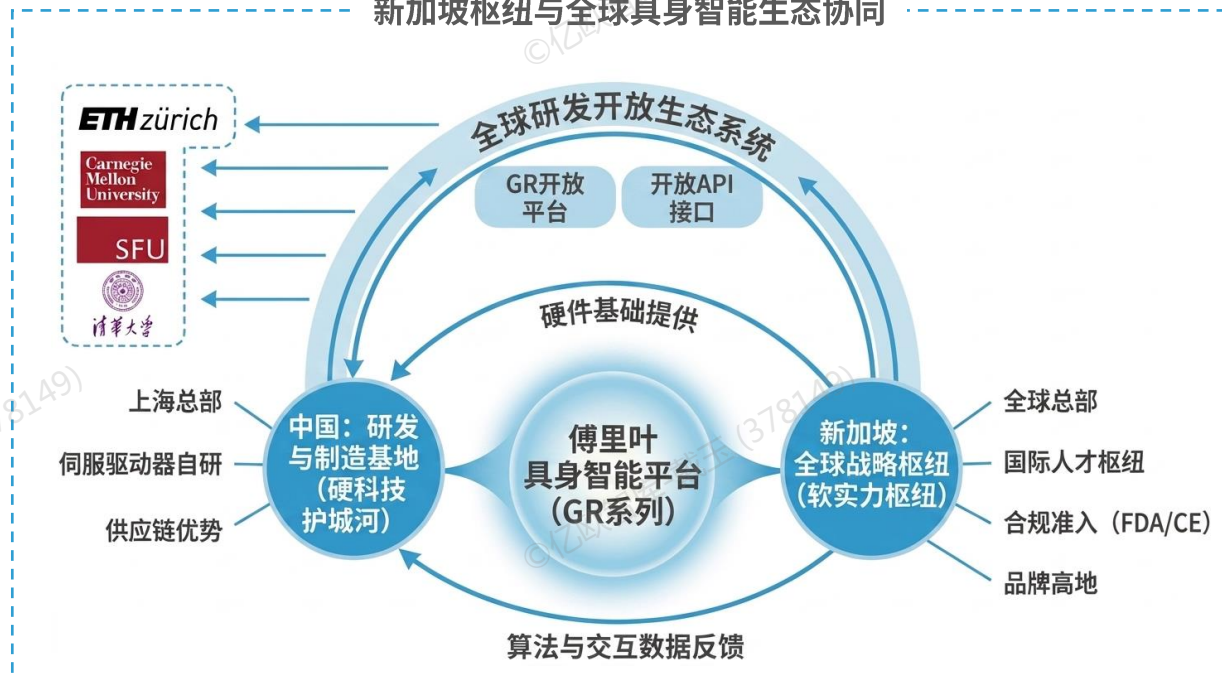 新加坡枢纽与全球具身智能生态协同
ETH zürich
Carnegie
Mellon
University
SFU
清华大学
全球研发开放生态系统
GR开放
平台
开放API
接口
硬件基础提供
上海总部
伺服驱动器自研
供应链优势
中国：研发
与制造基地
（硬科技
护城河）
傅里叶
具身智能平台
（GR系列）
新加坡：
全球战略枢纽
（软实力枢纽）
全球总部
国际人才枢纽
合规准入（FDA/CE）
品牌高地
算法与交互数据反馈